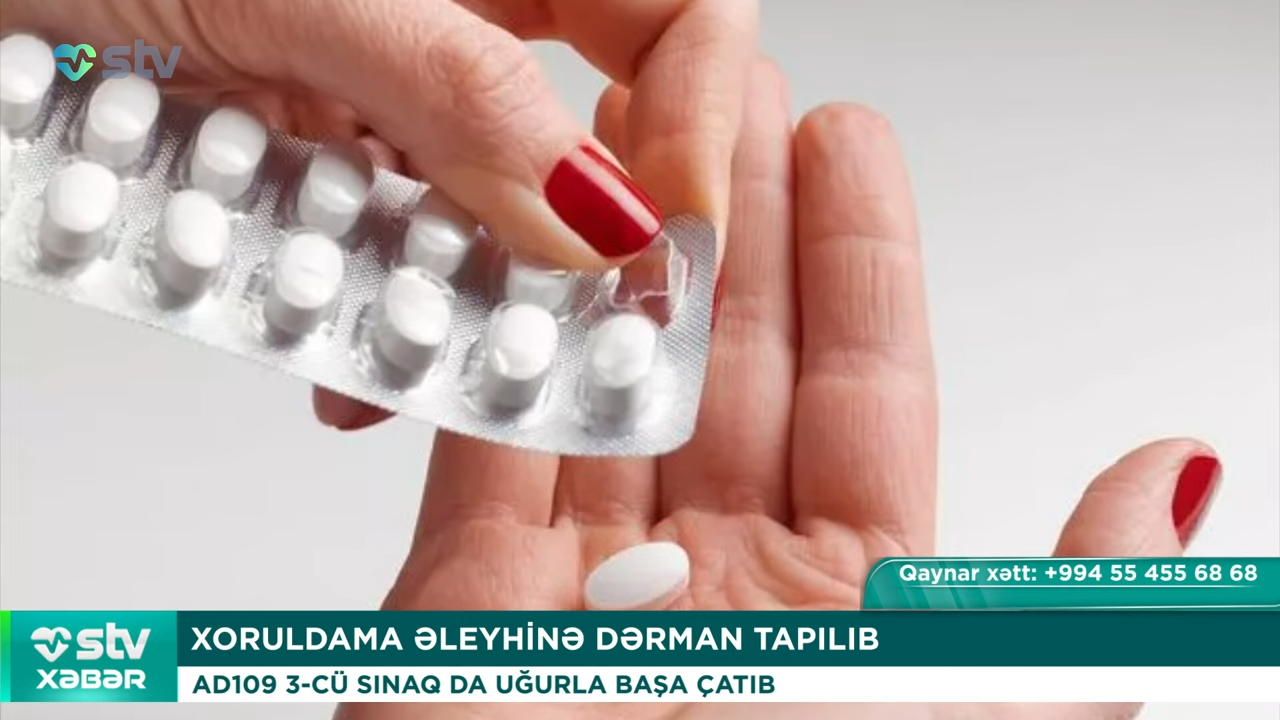 stv
Qaynar xətt: +994 55 455 68 68
stv
XƏBƏR
XORULDAMA ƏLEYHİNƏ DƏRMAN TAPILIB
AD109 3-CÜ SINAQ DA UĞURLA BAŞA ÇATIB